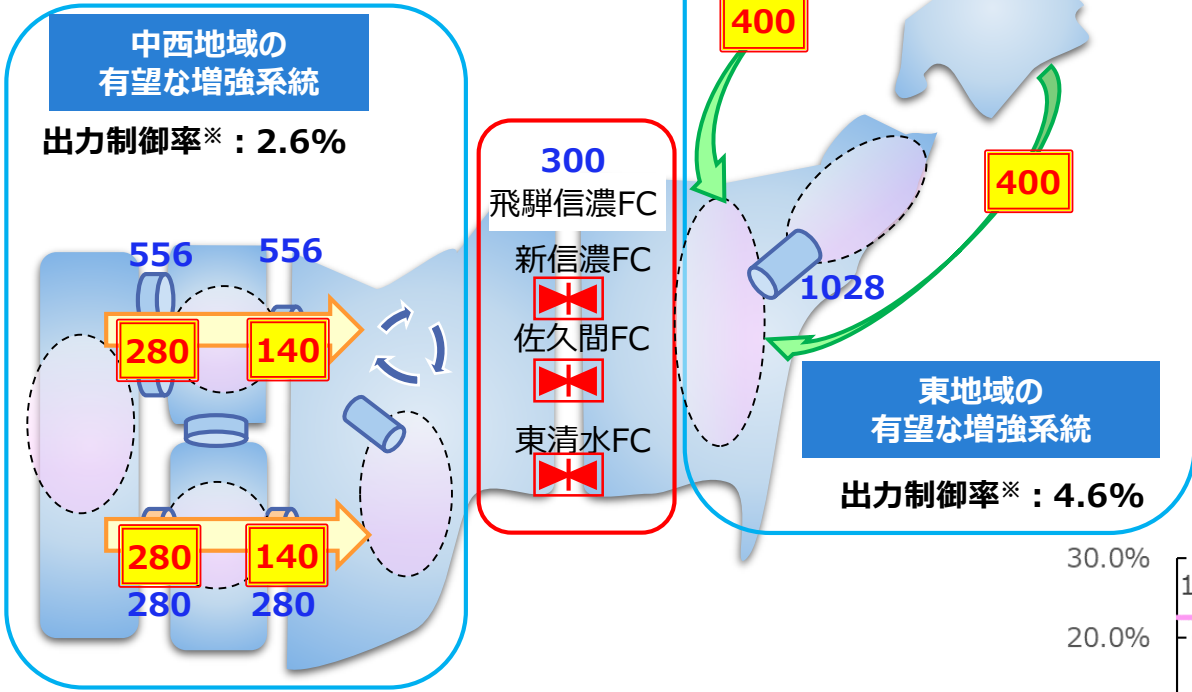 中西地域の
有望な増強系統
出力制御率※：2.6%
556
556
280
140
280
140
280
280
300
飛騨信濃FC
新信濃FC
佐久間FC
東清水FC
400
400
1028
東地域の
有望な増強系統
出力制御率※：4.6%
30.0%
1
20.0%